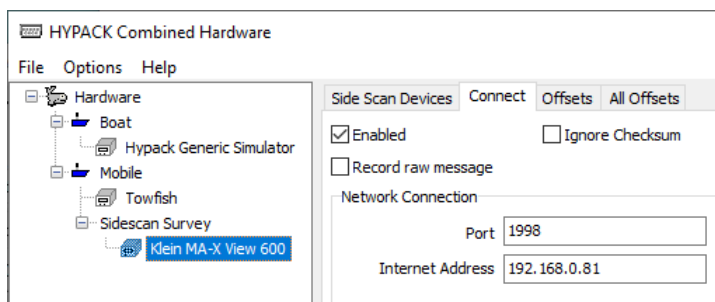 HYPACK Combined Hardware
File Options Help
Hardware
Boat
Hypack Generic Simulator
Mobile
Towfish
Sidescan Survey
Klein MA-X View 600
Side Scan Devices Connect Offsets All Offsets
Enabled Ignore Checksum
Record raw message
Network Connection
Port 1998
Internet Address 192.168.0.81